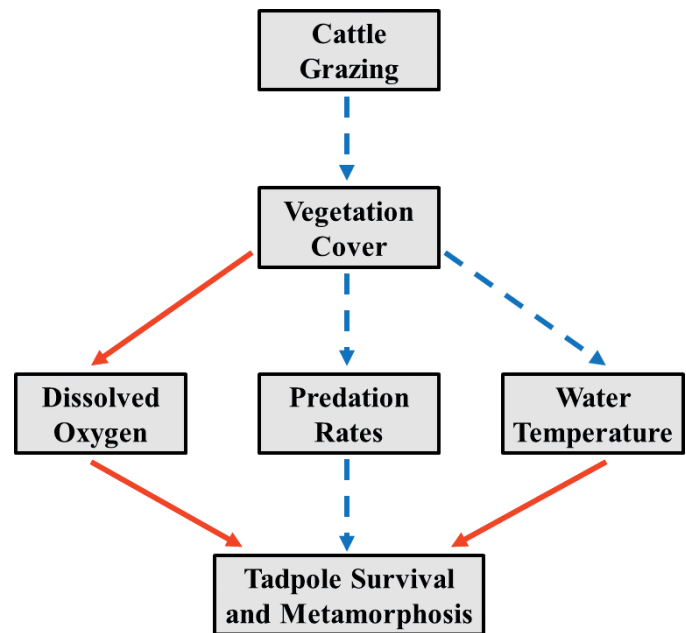 Cattle
Grazing
Vegetation
Cover
Dissolved
Oxygen
Predation
Rates
Water
Temperature
Tadpole Survival
and Metamorphosis